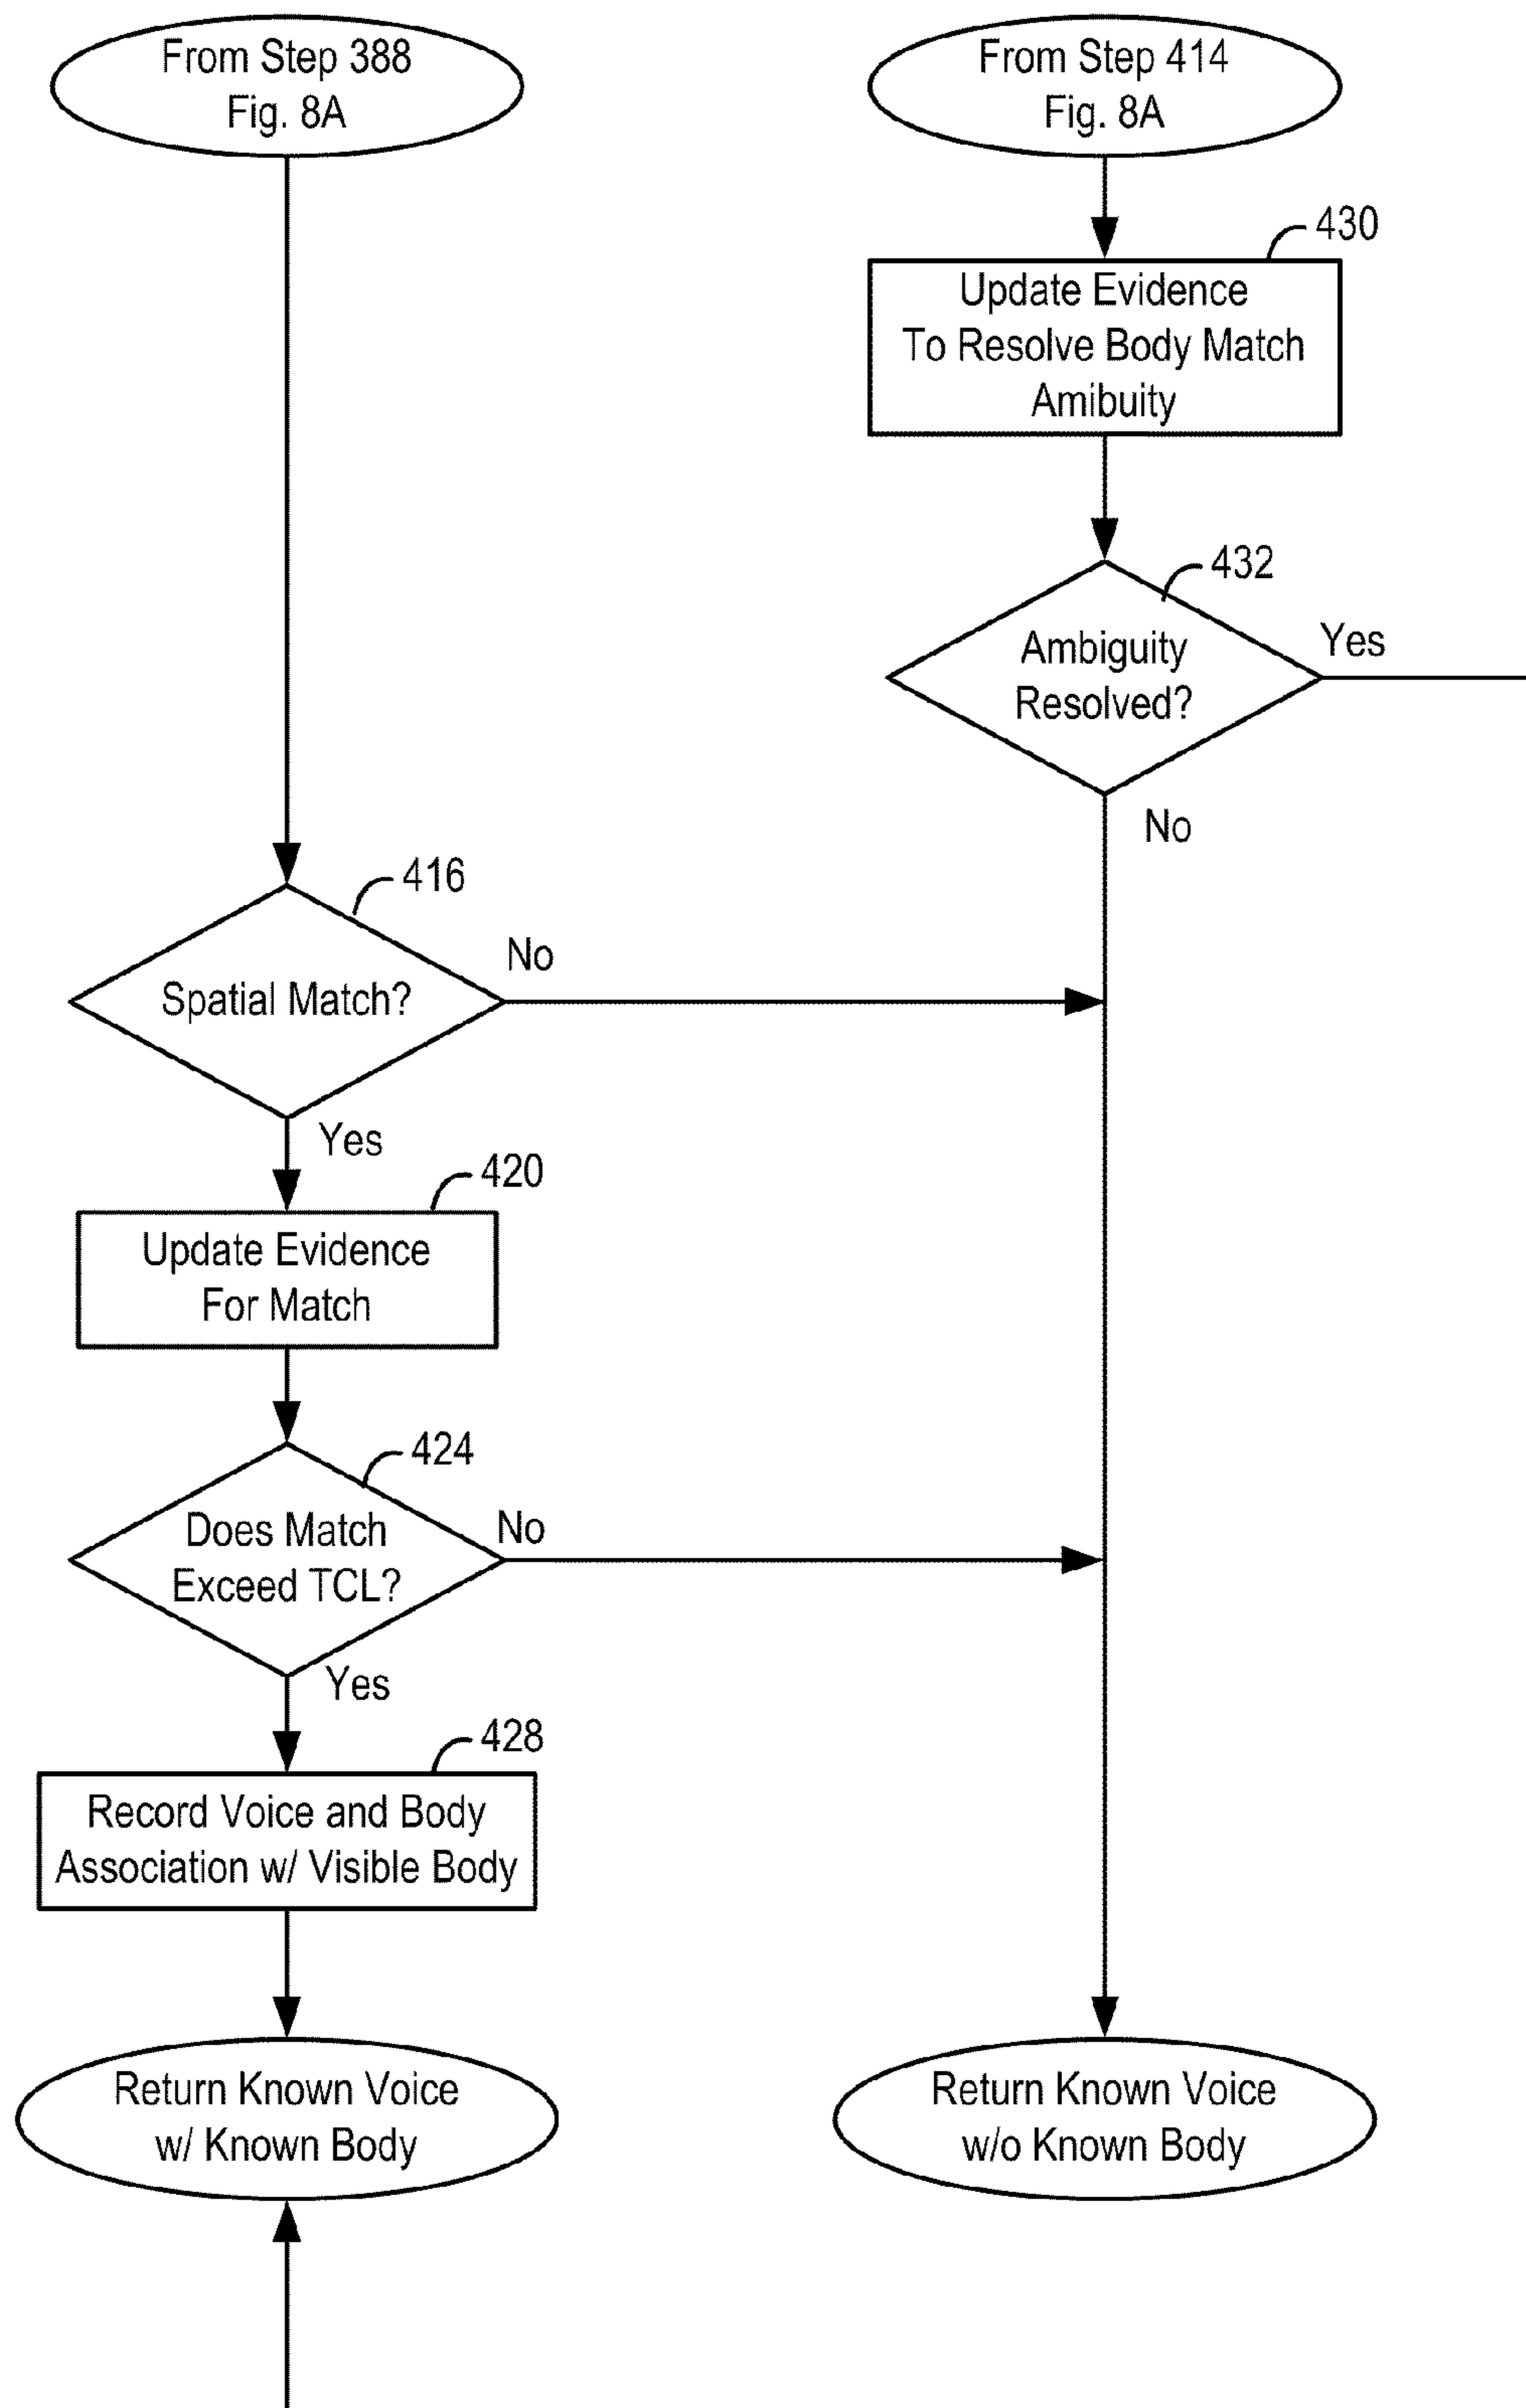 From Step 388
Fig. 8A
From Step 414
Fig. 8A
430
Update Evidence
To Resolve Body Match
Amibuity
432
Ambiguity
Resolved?
Yes
No
416
Spatial Match?
No
Yes
420
Update Evidence
For Match
424
Does Match
Exceed TCL?
No
Yes
428
Record Voice and Body
Association w/ Visible Body
Return Known Voice
w/ Known Body
Return Known Voice
w/o Known Body